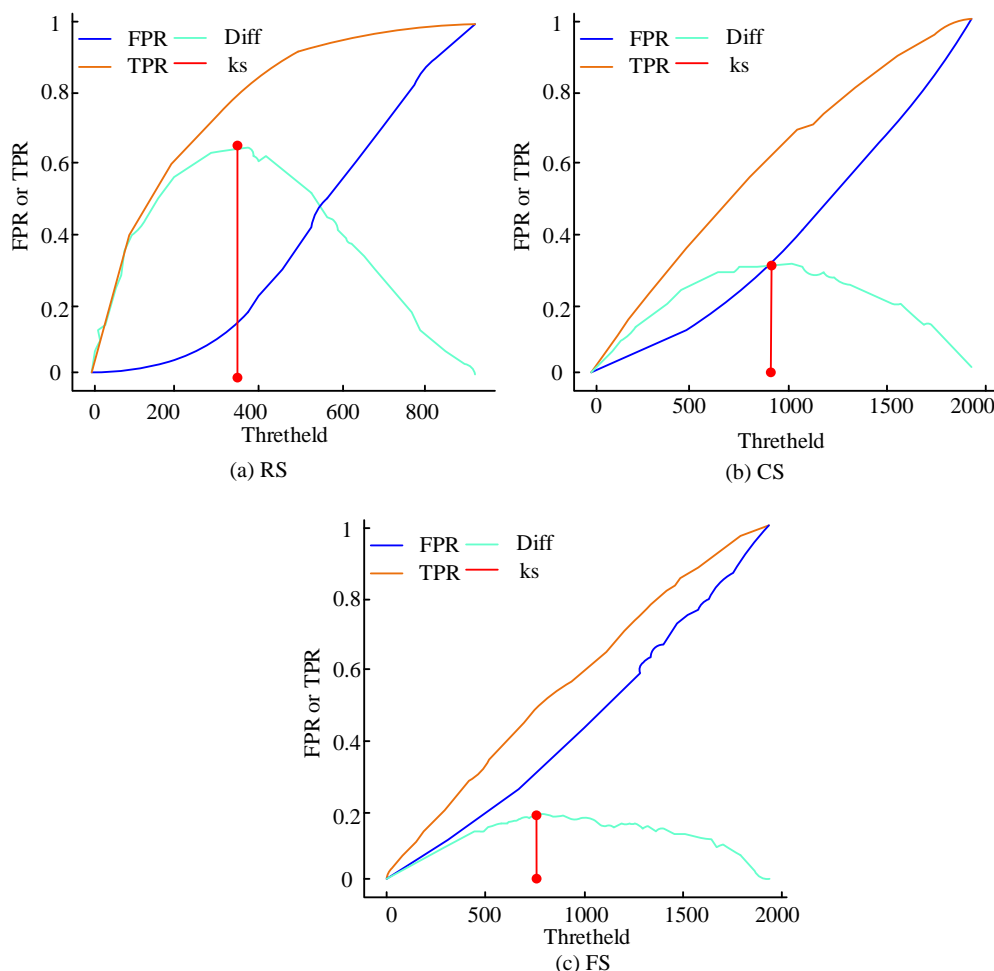 1
FPR Diff
TPR ks
0.8
0.6
0.4
0.2
0
FPR or TPR
0 200 400 600 800
Thretheld
(a) RS
1
FPR Diff
TPR ks
0.8
0.6
0.4
0.2
0
FPR or TPR
0 500 1000 1500 2000
Thretheld
(b) CS
1
FPR Diff
TPR ks
0.8
0.6
0.4
0.2
0
FPR or TPR
0 500 1000 1500 2000
Thretheld
(c) FS